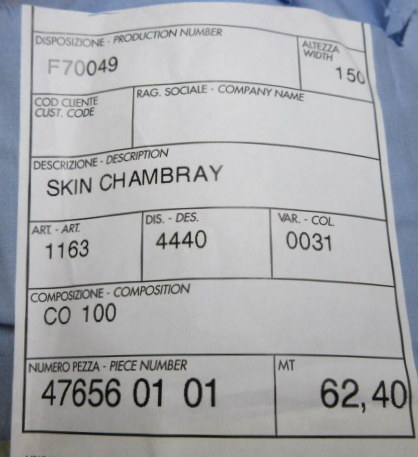 DISPOSIZIONE - PRODUCTION NUMBER
F70049
ALTEZZA
WIDTH
150
COD CLIENTE
CUST. CODE
RAG. SOCIALE - COMPANY NAME
DESCRIZIONE - DESCRIPTION
SKIN CHAMBRAY
ART. - ART.
1163
DIS. - DES.
4440
VAR. - COL.
0031
COMPOSIZIONE - COMPOSITION
CO 100
NUMERO PEZZA - PIECE NUMBER
47656 01 01
MT
62,40